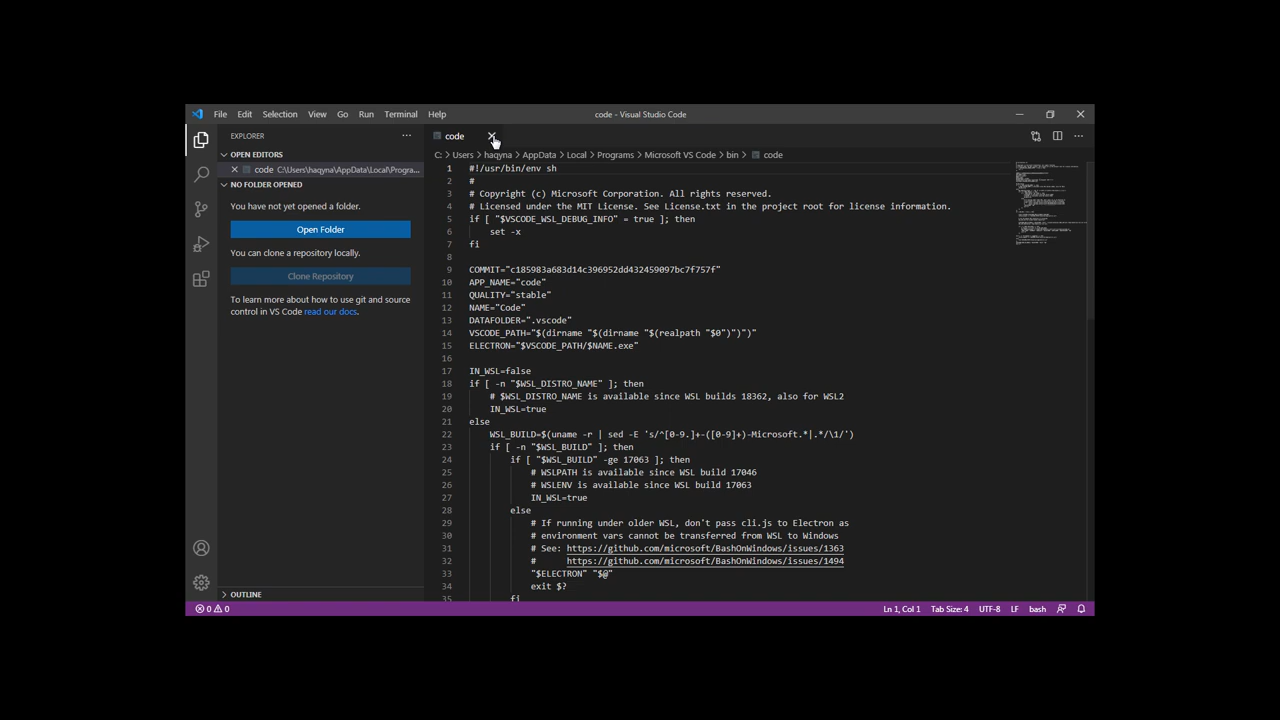 File Edit Selection View Go Run Terminal Help
code - Visual Studio Code
EXPLORER
OPEN EDITORS
code C:\Users\haqyna\AppData\Local\Progra...
NO FOLDER OPENED
You have not yet opened a folder.
Open Folder
You can clone a repository locally.
Clone Repository
To learn more about how to use git and source
control in VS Code read our docs.
OUTLINE
code
C: > Users > haqyna > AppData > Local > Programs > Microsoft VS Code > bin > code
1 #!/usr/bin/env sh
2 #
3 # Copyright (c) Microsoft Corporation. All rights reserved.
4 # Licensed under the MIT License. See License.txt in the project root for license information.
5 if [ "$VSCODE_WSL_DEBUG_INFO" = true ]; then
6 set -x
7 fi
8
9 COMMIT="c185983a683d14c396952dd432459097bc7f757f"
10 APP_NAME="code"
11 QUALITY="stable"
12 NAME="Code"
13 DATAFOLDER=".vscode"
14 VSCODE_PATH="$(dirname "$(dirname "$(realpath "$0")")")"
15 ELECTRON="$VSCODE_PATH/$NAME.exe"
16
17 IN_WSL=false
18 if [ -n "$WSL_DISTRO_NAME" ]; then
19 # $WSL_DISTRO_NAME is available since WSL builds 18362, also for WSL2
20 IN_WSL=true
21 else
22 WSL_BUILD=$(uname -r | sed -E 's/^[0-9.]+-([0-9]+)-Microsoft.*|.*/\1/')
23 if [ -n "$WSL_BUILD" ]; then
24 if [ "$WSL_BUILD" -ge 17063 ]; then
25 # WSLPATH is available since WSL build 17046
26 # WSLENV is available since WSL build 17063
27 IN_WSL=true
28 else
29 # If running under older WSL, don't pass cli.js to Electron as
30 # environment vars cannot be transferred from WSL to Windows
31 # See: https://github.com/microsoft/BashOnWindows/issues/1363
32 # https://github.com/microsoft/BashOnWindows/issues/1494
33 "$ELECTRON" "$@"
34 exit $?
35 fi
0 0
Ln 1, Col 1 Tab Size: 4 UTF-8 LF bash